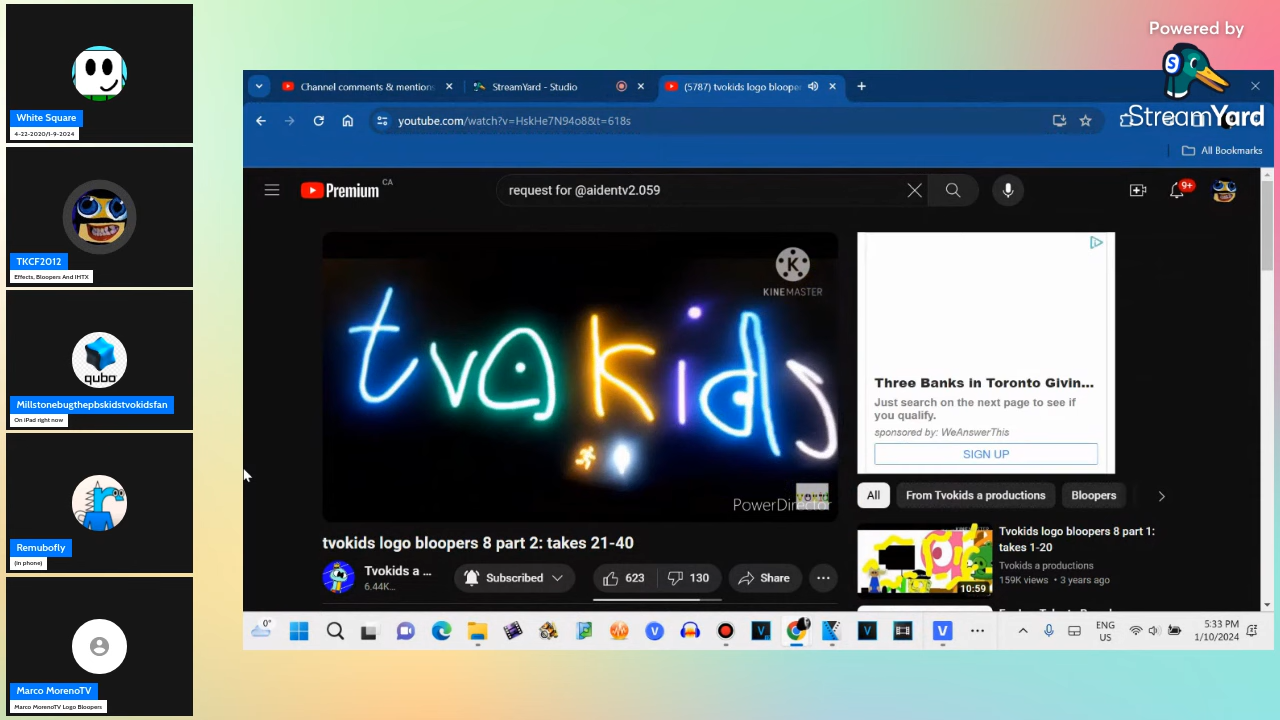 Powered by
StreamYard
White Square
4-22-2020/1-9-2024
TKCF2012
Effects, Bloopers And IHTX
qubo
Millstonebugthepbskidstvokidsfan
On iPad right now
Remubofly
(in phone)
Marco MorenoTV
Marco MorenoTV Logo Bloopers
Channel comments & mention
StreamYard - Studio
(5787) tvokids logo blooper
youtube.com/watch?v=HskHe7N94o8&t=618s
All Bookmarks
Premium CA
request for @aidentv2.059
9+
K
KINEMASTER
tvokids
PowerDirector
Three Banks in Toronto Givin...
Just search on the next page to see if
you qualify.
sponsored by: WeAnswerThis
SIGN UP
All
From Tvokids a productions
Bloopers
tvokids logo bloopers 8 part 2: takes 21-40
Tvokids a ...
6.44K...
Subscribed
623
130
Share
Tvokids logo bloopers 8 part 1:
takes 1-20
Tvokids a productions
159K views • 3 years ago
10:59
0°
ENG
US
5:33 PM
1/10/2024